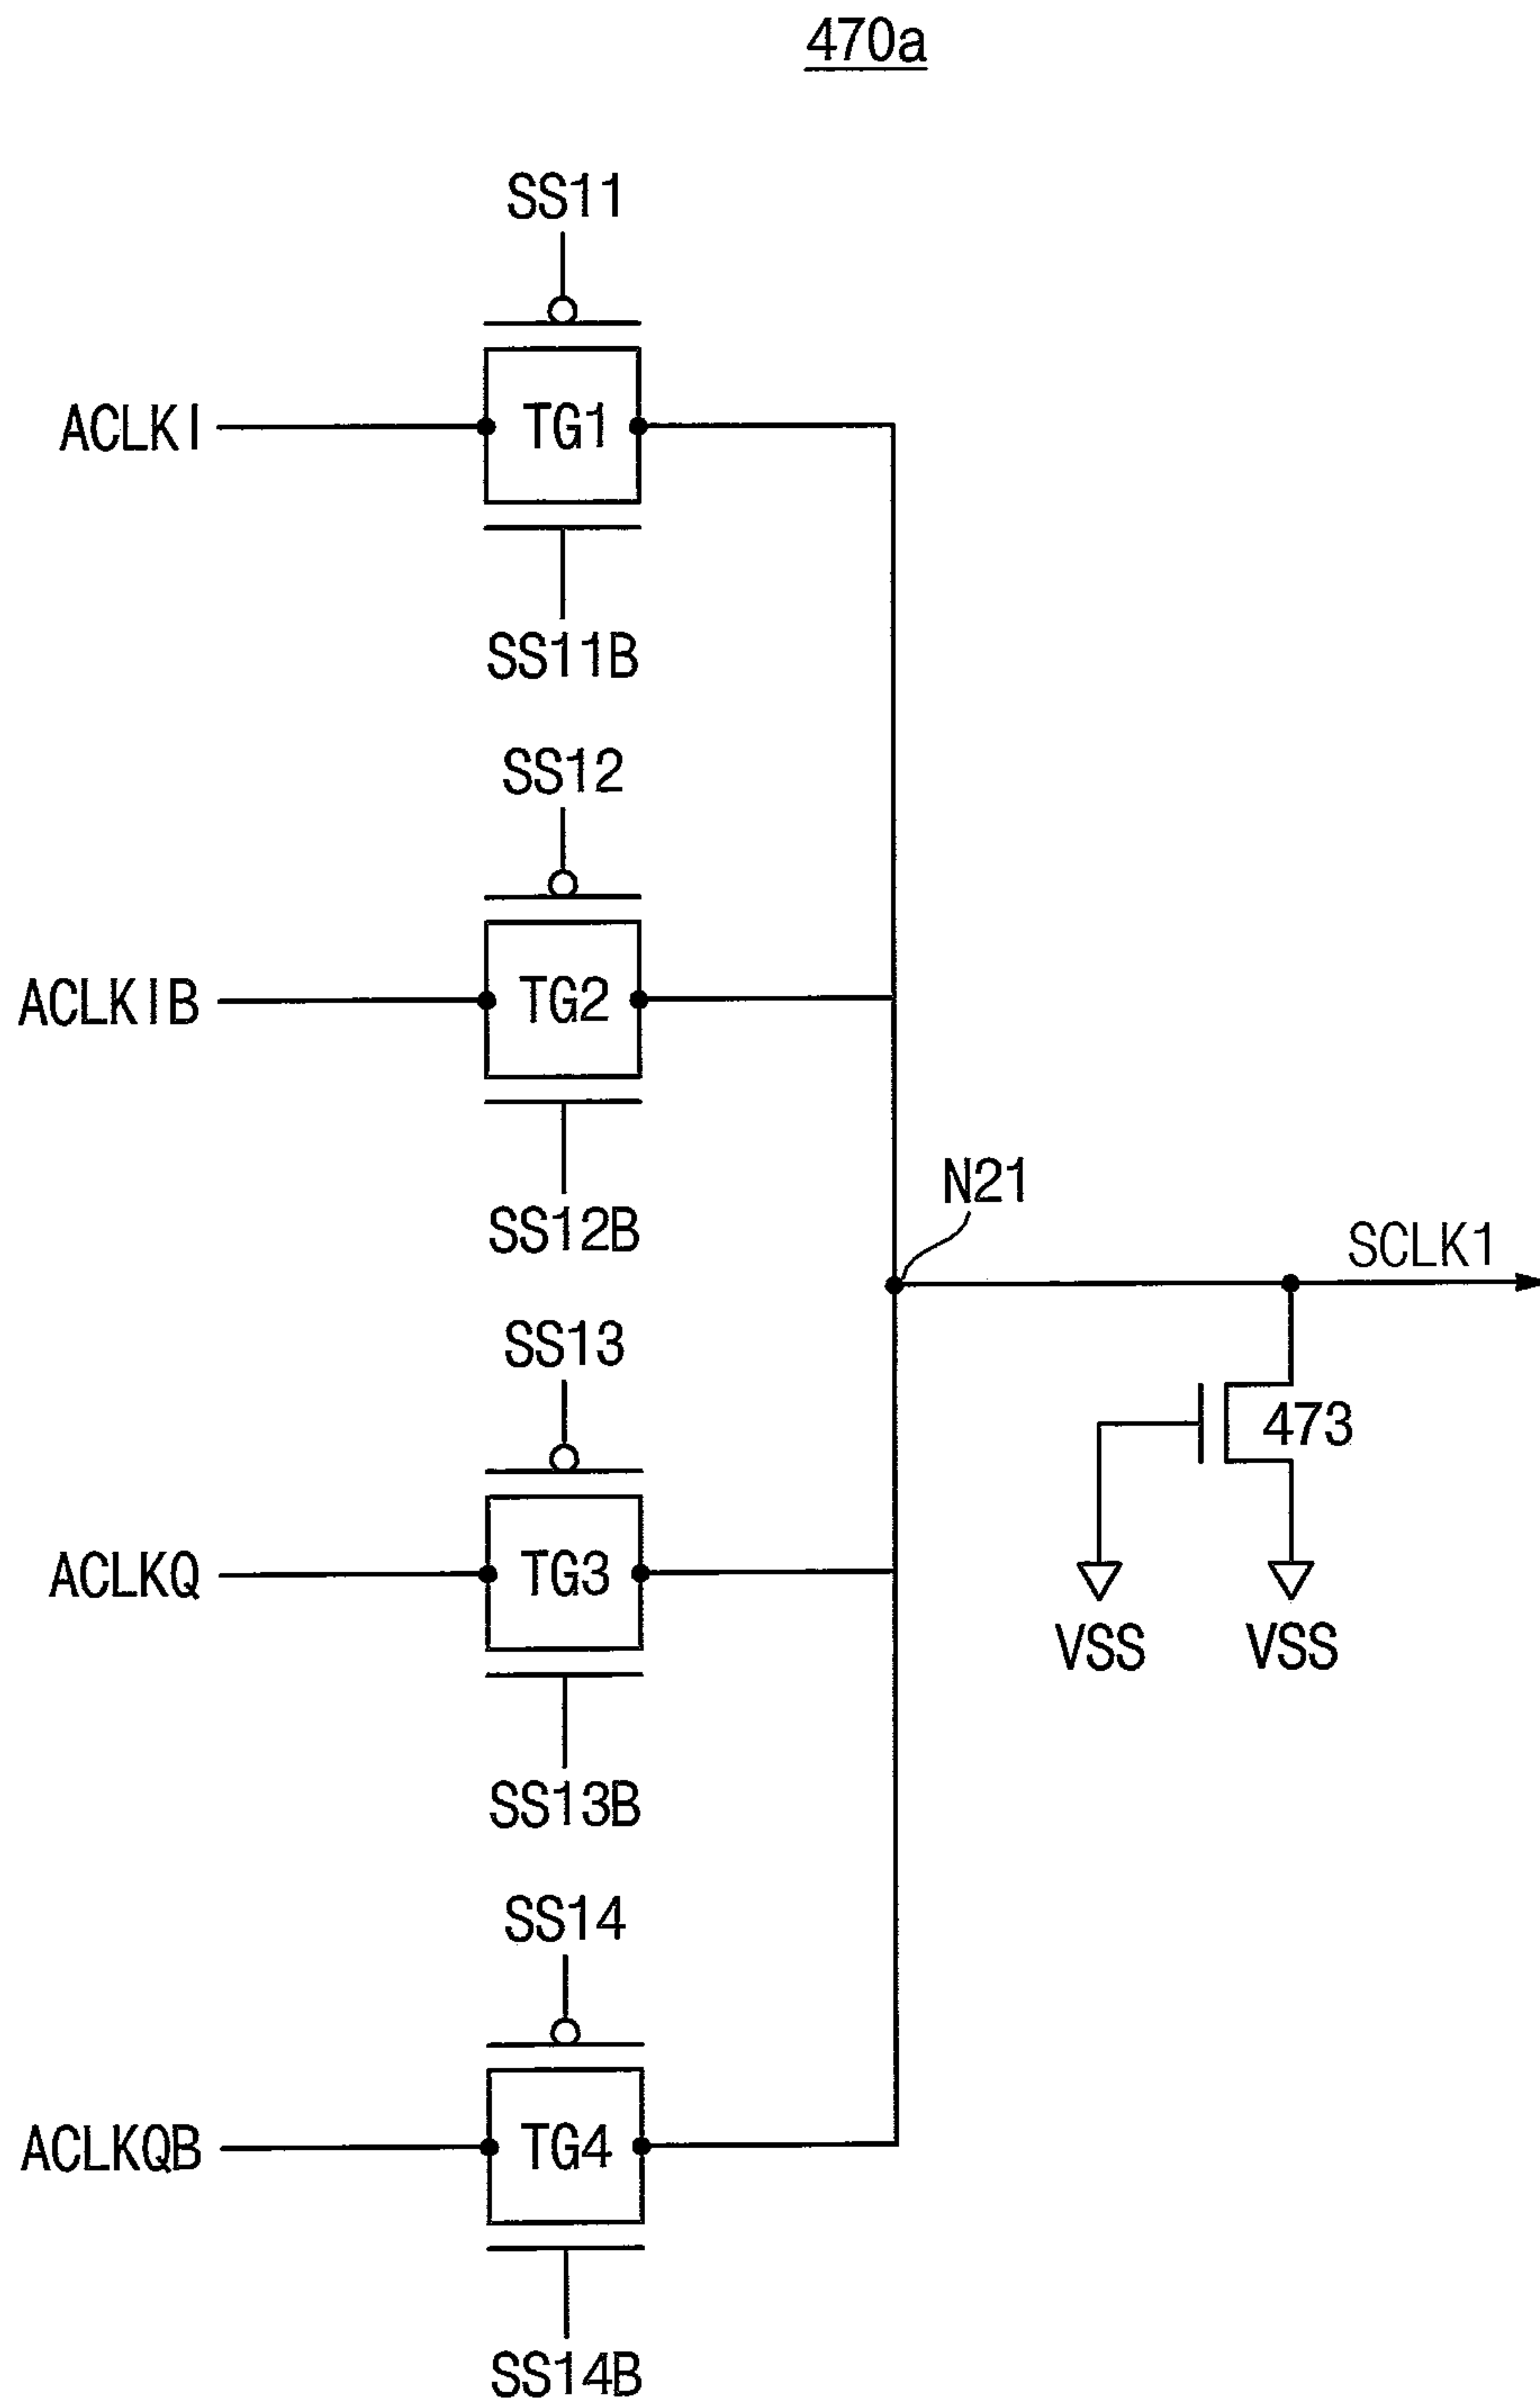 470a
SS11
ACLKI
TG1
SS11B
SS12
ACLKIB
TG2
SS12B
N21
SCLK1
SS13
473
ACLKQ
TG3
VSS
VSS
SS13B
SS14
ACLKQB
TG4
SS14B